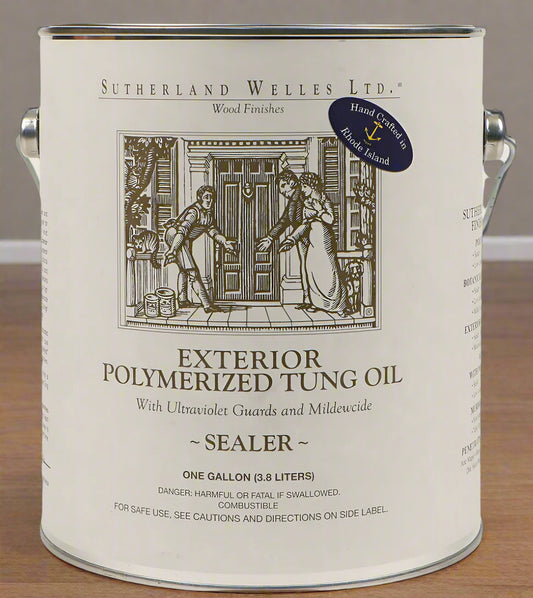 SUTHERLAND WELLES LTD.®
Wood Finishes
Hand Crafted in
Rhode Island
EXTERIOR
POLYMERIZED TUNG OIL
With Ultraviolet Guards and Mildewcide
~ SEALER ~
ONE GALLON (3.8 LITERS)
DANGER: HARMFUL OR FATAL IF SWALLOWED.
COMBUSTIBLE
FOR SAFE USE, SEE CAUTIONS AND DIRECTIONS ON SIDE LABEL.